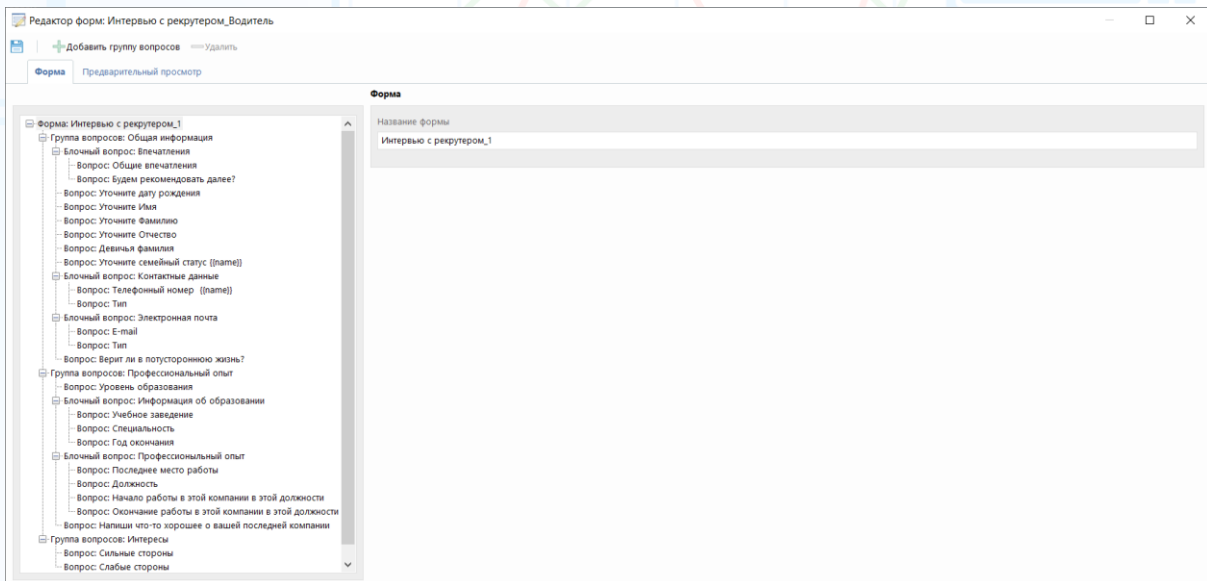 Редактор форм: Интервью с рекрутером_Водитель
Добавить группу вопросов Удалить
Форма Предварительный просмотр
Форма
Название формы
Интервью с рекрутером_1
Форма: Интервью с рекрутером_1
Группа вопросов: Общая информация
Блочный вопрос: Впечатления
Вопрос: Общие впечатления
Вопрос: Будем рекомендовать далее?
Вопрос: Уточните дату рождения
Вопрос: Уточните Имя
Вопрос: Уточните Фамилию
Вопрос: Уточните Отчество
Вопрос: Девичья фамилия
Вопрос: Уточните семейный статус {{name}}
Блочный вопрос: Контактные данные
Вопрос: Телефонный номер {{name}}
Вопрос: Тип
Блочный вопрос: Электронная почта
Вопрос: E-mail
Вопрос: Тип
Вопрос: Верит ли в потустороннюю жизнь?
Группа вопросов: Профессиональный опыт
Вопрос: Уровень образования
Блочный вопрос: Информация об образовании
Вопрос: Учебное заведение
Вопрос: Специальность
Вопрос: Год окончания
Блочный вопрос: Профессионыльный опыт
Вопрос: Последнее место работы
Вопрос: Должность
Вопрос: Начало работы в этой компании в этой должности
Вопрос: Окончание работы в этой компании в этой должности
Вопрос: Напиши что-то хорошее о вашей последней компании
Группа вопросов: Интересы
Вопрос: Сильные стороны
Вопрос: Слабые стороны